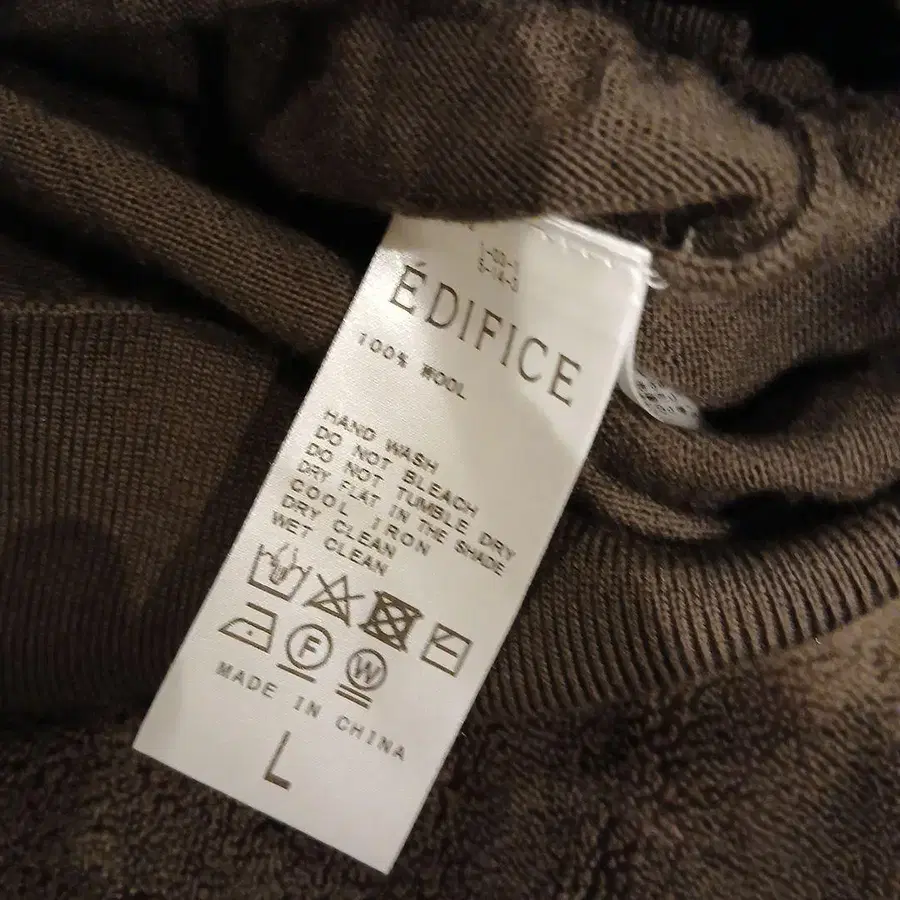 ÉDIFICE
100% WOOL
HAND WASH
DO NOT BLEACH
DO NOT TUMBLE DRY
DRY FLAT IN THE SHADE
COOL IRON
DRY CLEAN
WET CLEAN
F
W
MADE IN CHINA
L